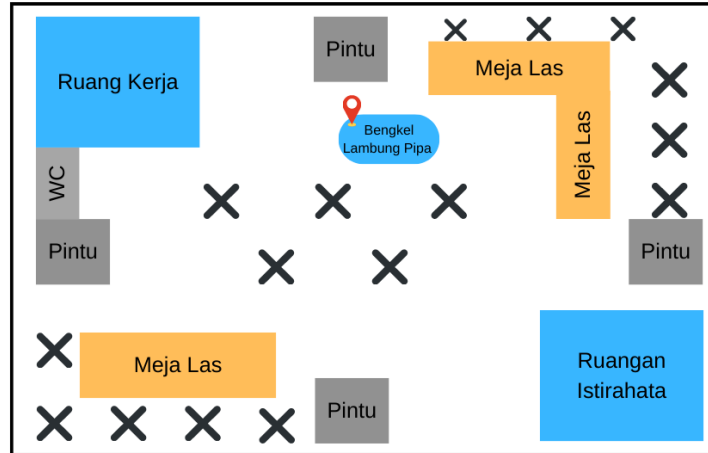 Pintu
Meja Las
Ruang Kerja
Bengkel
Lambung Pipa
Meja Las
WC
Pintu
Pintu
Meja Las
Ruangan
Istirahata
Pintu